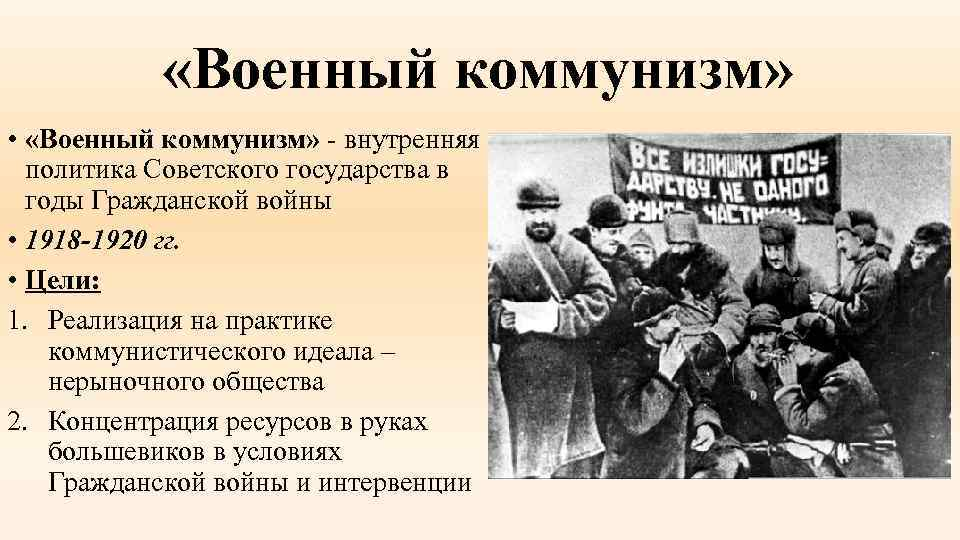 «Военный коммунизм»
• «Военный коммунизм» - внутренняя
политика Советского государства в
годы Гражданской войны
• 1918-1920 гг.
• Цели:
1. Реализация на практике
коммунистического идеала –
нерыночного общества
2. Концентрация ресурсов в руках
большевиков в условиях
Гражданской войны и интервенции
ВСЕ ИЗЛИШКИ ГОСУ=
ДАРСТВУ. НЕ ОДНОГО
ФУНТА ЧАСТНИКУ.